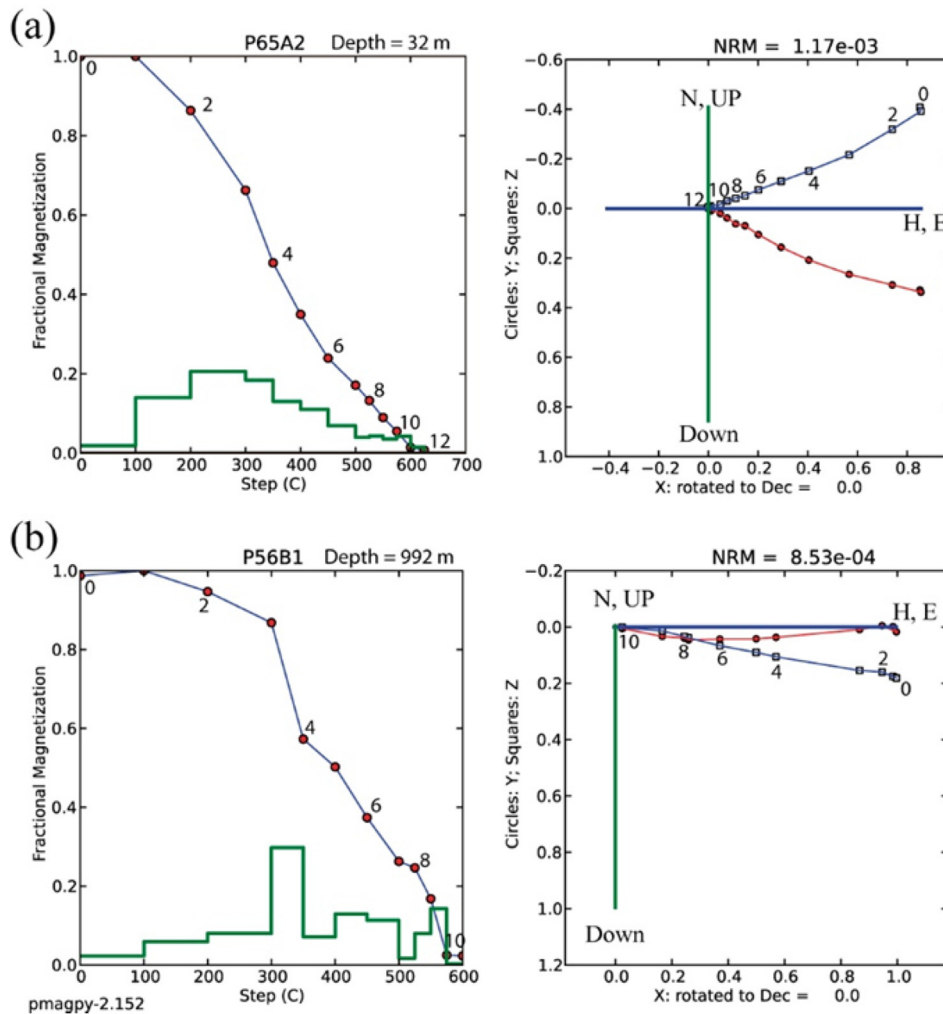 (a)
P65A2 Depth = 32 m
1.0
0.8
0.6
0.4
0.2
0.0
Fractional Magnetization
0
2
4
6
8
10
12
0 100 200 300 400 500 600 700
Step (C)
NRM = 1.17e-03
−0.6
−0.4
−0.2
0.0
0.2
0.4
0.6
0.8
1.0
Circles: Y; Squares: Z
N, UP
0
2
4
6
8
10
12
H, E
Down
−0.4 −0.2 0.0 0.2 0.4 0.6 0.8
X: rotated to Dec = 0.0
(b)
P56B1 Depth = 992 m
1.0
0.8
0.6
0.4
0.2
0.0
Fractional Magnetization
0
2
4
6
8
10
0 100 200 300 400 500 600
Step (C)
pmagpy-2.152
NRM = 8.53e-04
−0.2
0.0
0.2
0.4
0.6
0.8
1.0
1.2
Circles: Y; Squares: Z
N, UP
H, E
10
8
6
4
2
0
Down
0.0 0.2 0.4 0.6 0.8 1.0
X: rotated to Dec = 0.0